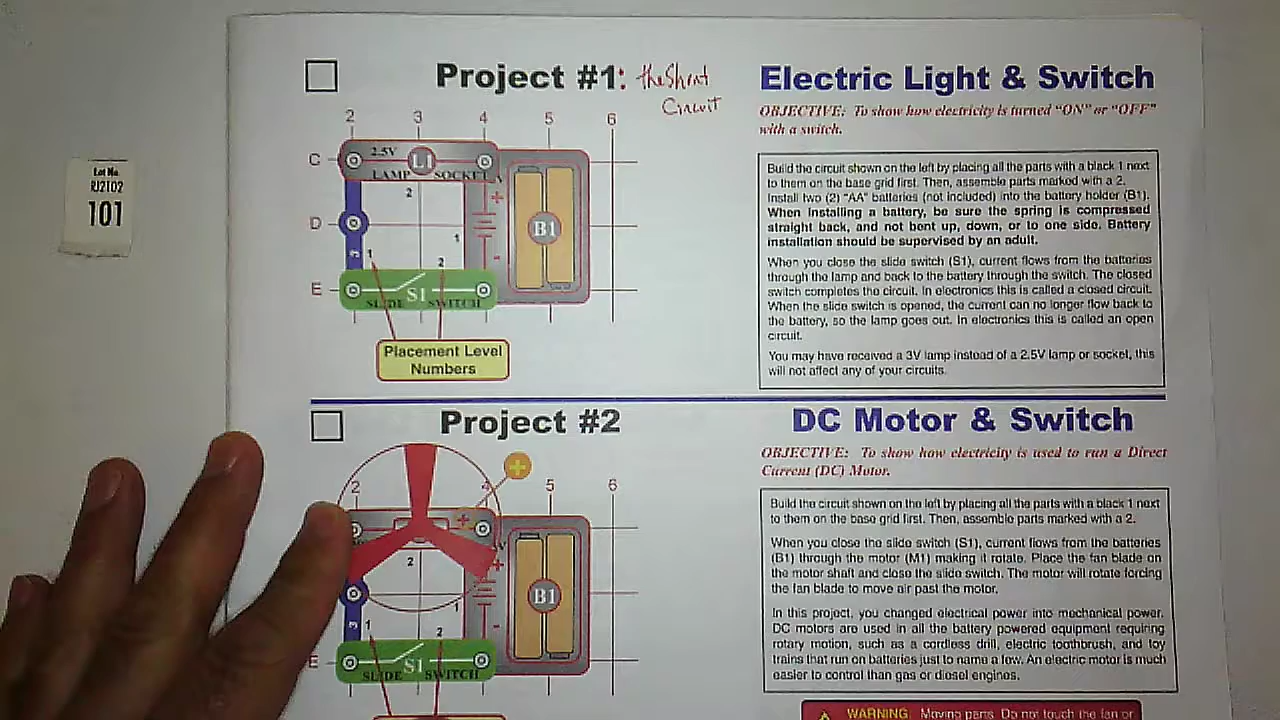 Lot No.
RJ2102
101
Project #1: the Short
Circuit
2 3 4 5 6
C
2.5V
L1
LAMP SOCKET
V
2
+
D
B1
1
3
1
2
-
E
S1
SLIDE SWITCH
Placement Level
Numbers
Electric Light & Switch
OBJECTIVE: To show how electricity is turned "ON" or "OFF"
with a switch.
Build the circuit shown on the left by placing all the parts with a black 1 next
to them on the base grid first. Then, assemble parts marked with a 2.
Install two (2) "AA" batteries (not included) into the battery holder (B1).
When installing a battery, be sure the spring is compressed
straight back, and not bent up, down, or to one side. Battery
installation should be supervised by an adult.
When you close the slide switch (S1), current flows from the batteries
through the lamp and back to the battery through the switch. The closed
switch completes the circuit. In electronics this is called a closed circuit.
When the slide switch is opened, the current can no longer flow back to
the battery, so the lamp goes out. In electronics this is called an open
circuit.
You may have received a 3V lamp instead of a 2.5V lamp or socket, this
will not affect any of your circuits.
Project #2
+
2 4 5 6
+
V
2
+
B1
1
3
1
2
-
E
S1
SLIDE SWITCH
DC Motor & Switch
OBJECTIVE: To show how electricity is used to run a Direct
Current (DC) Motor.
Build the circuit shown on the left by placing all the parts with a black 1 next
to them on the base grid first. Then, assemble parts marked with a 2.
When you close the slide switch (S1), current flows from the batteries
(B1) through the motor (M1) making it rotate. Place the fan blade on
the motor shaft and close the slide switch. The motor will rotate forcing
the fan blade to move air past the motor.
In this project, you changed electrical power into mechanical power.
DC motors are used in all the battery powered equipment requiring
rotary motion, such as a cordless drill, electric toothbrush, and toy
trains that run on batteries just to name a few. An electric motor is much
easier to control than gas or diesel engines.
WARNING: Moving parts. Do not touch the fan or